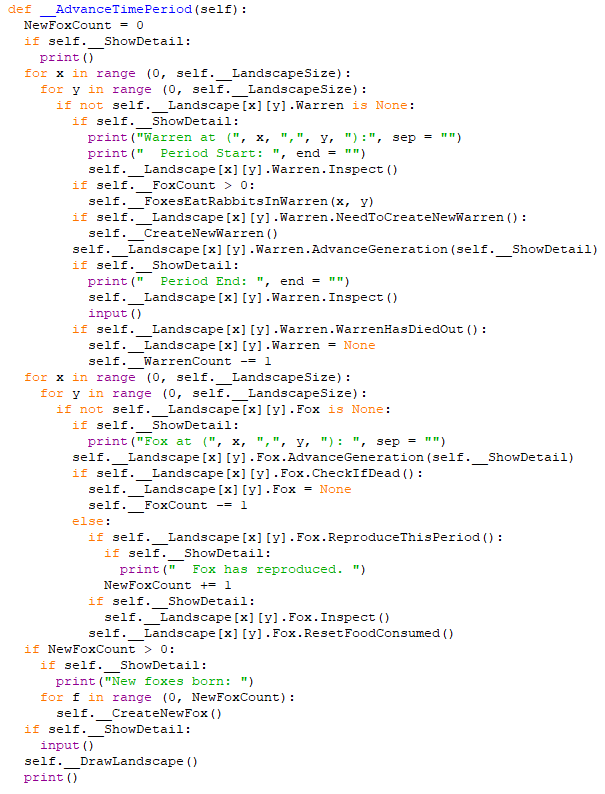 def __AdvanceTimePeriod(self):
  NewFoxCount = 0
  if self.__ShowDetail:
    print()
  for x in range (0, self.__LandscapeSize):
    for y in range (0, self.__LandscapeSize):
      if not self.__Landscape[x][y].Warren is None:
        if self.__ShowDetail:
          print("Warren at (", x, ",", y, "):", sep = "")
          print("  Period Start: ", end = "")
          self.__Landscape[x][y].Warren.Inspect()
        if self.__FoxCount > 0:
          self.__FoxesEatRabbitsInWarren(x, y)
        if self.__Landscape[x][y].Warren.NeedToCreateNewWarren():
          self.__CreateNewWarren()
        self.__Landscape[x][y].Warren.AdvanceGeneration(self.__ShowDetail)
        if self.__ShowDetail:
          print("  Period End: ", end = "")
          self.__Landscape[x][y].Warren.Inspect()
          input()
        if self.__Landscape[x][y].Warren.WarrenHasDiedOut():
          self.__Landscape[x][y].Warren = None
          self.__WarrenCount -= 1
  for x in range (0, self.__LandscapeSize):
    for y in range (0, self.__LandscapeSize):
      if not self.__Landscape[x][y].Fox is None:
        if self.__ShowDetail:
          print("Fox at (", x, ",", y, "): ", sep = "")
        self.__Landscape[x][y].Fox.AdvanceGeneration(self.__ShowDetail)
        if self.__Landscape[x][y].Fox.CheckIfDead():
          self.__Landscape[x][y].Fox = None
          self.__FoxCount -= 1
        else:
          if self.__Landscape[x][y].Fox.ReproduceThisPeriod():
            if self.__ShowDetail:
              print("  Fox has reproduced. ")
            NewFoxCount += 1
          if self.__ShowDetail:
            self.__Landscape[x][y].Fox.Inspect()
          self.__Landscape[x][y].Fox.ResetFoodConsumed()
  if NewFoxCount > 0:
    if self.__ShowDetail:
      print("New foxes born: ")
    for f in range (0, NewFoxCount):
      self.__CreateNewFox()
  if self.__ShowDetail:
    input()
  self.__DrawLandscape()
  print()